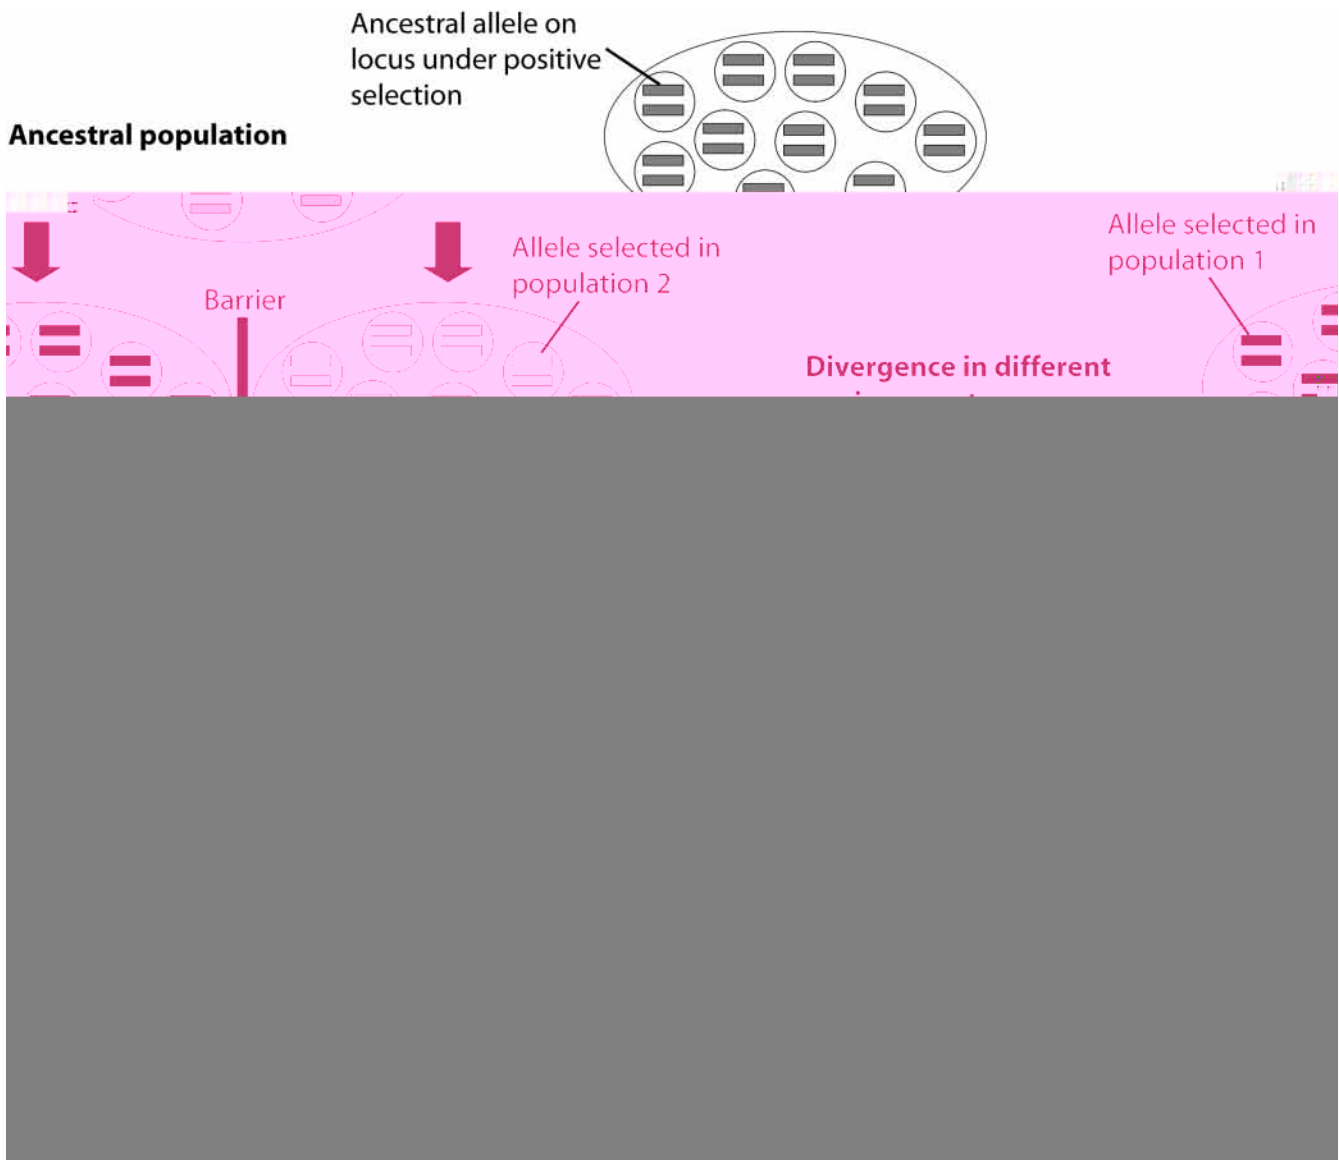 Ancestral allele on
locus under positive
selection
Ancestral population
Allele selected in
population 2
Allele selected in
population 1
Barrier
Divergence in different